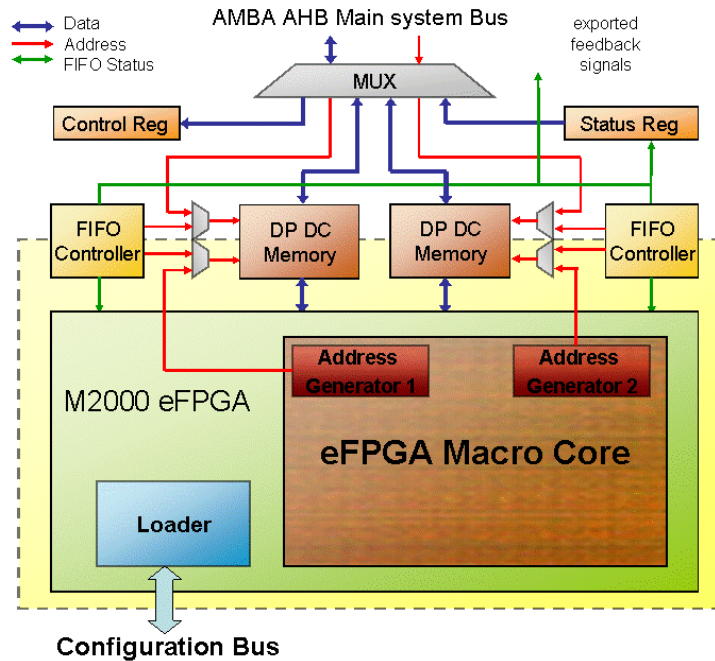 AMBA AHB Main system Bus
Data
Address
FIFO Status
exported
feedback
signals
MUX
Control Reg
Status Reg
FIFO
Controller
DP DC
Memory
DP DC
Memory
FIFO
Controller
Address
Generator 1
Address
Generator 2
M2000 eFPGA
eFPGA Macro Core
Loader
Configuration Bus